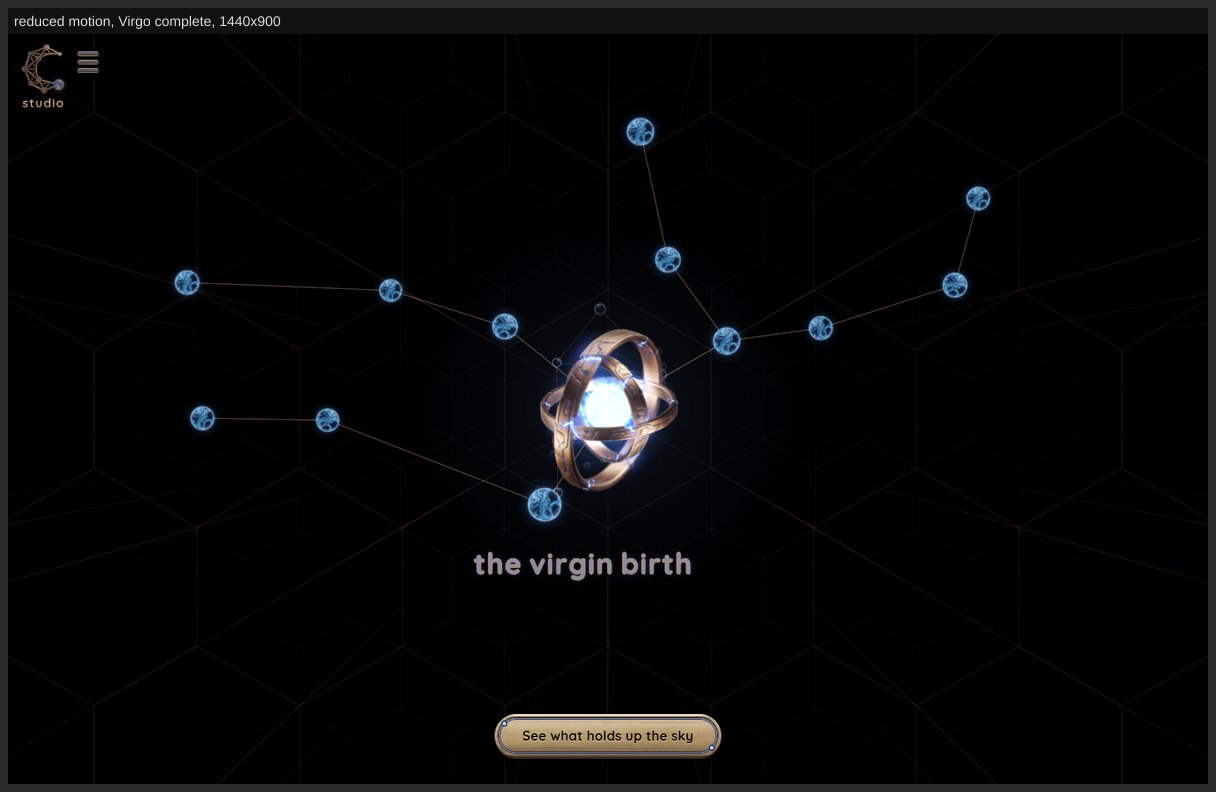 reduced motion, Virgo complete, 1440x900
studio
the virgin birth
See what holds up the sky